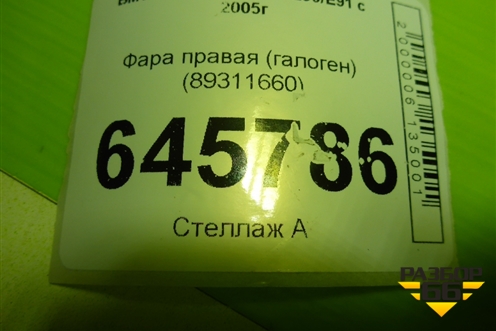 2005г
Фара правая (галоген)
(89311660)
645786
Стеллаж А
2000006135001
РАЗБОР
66